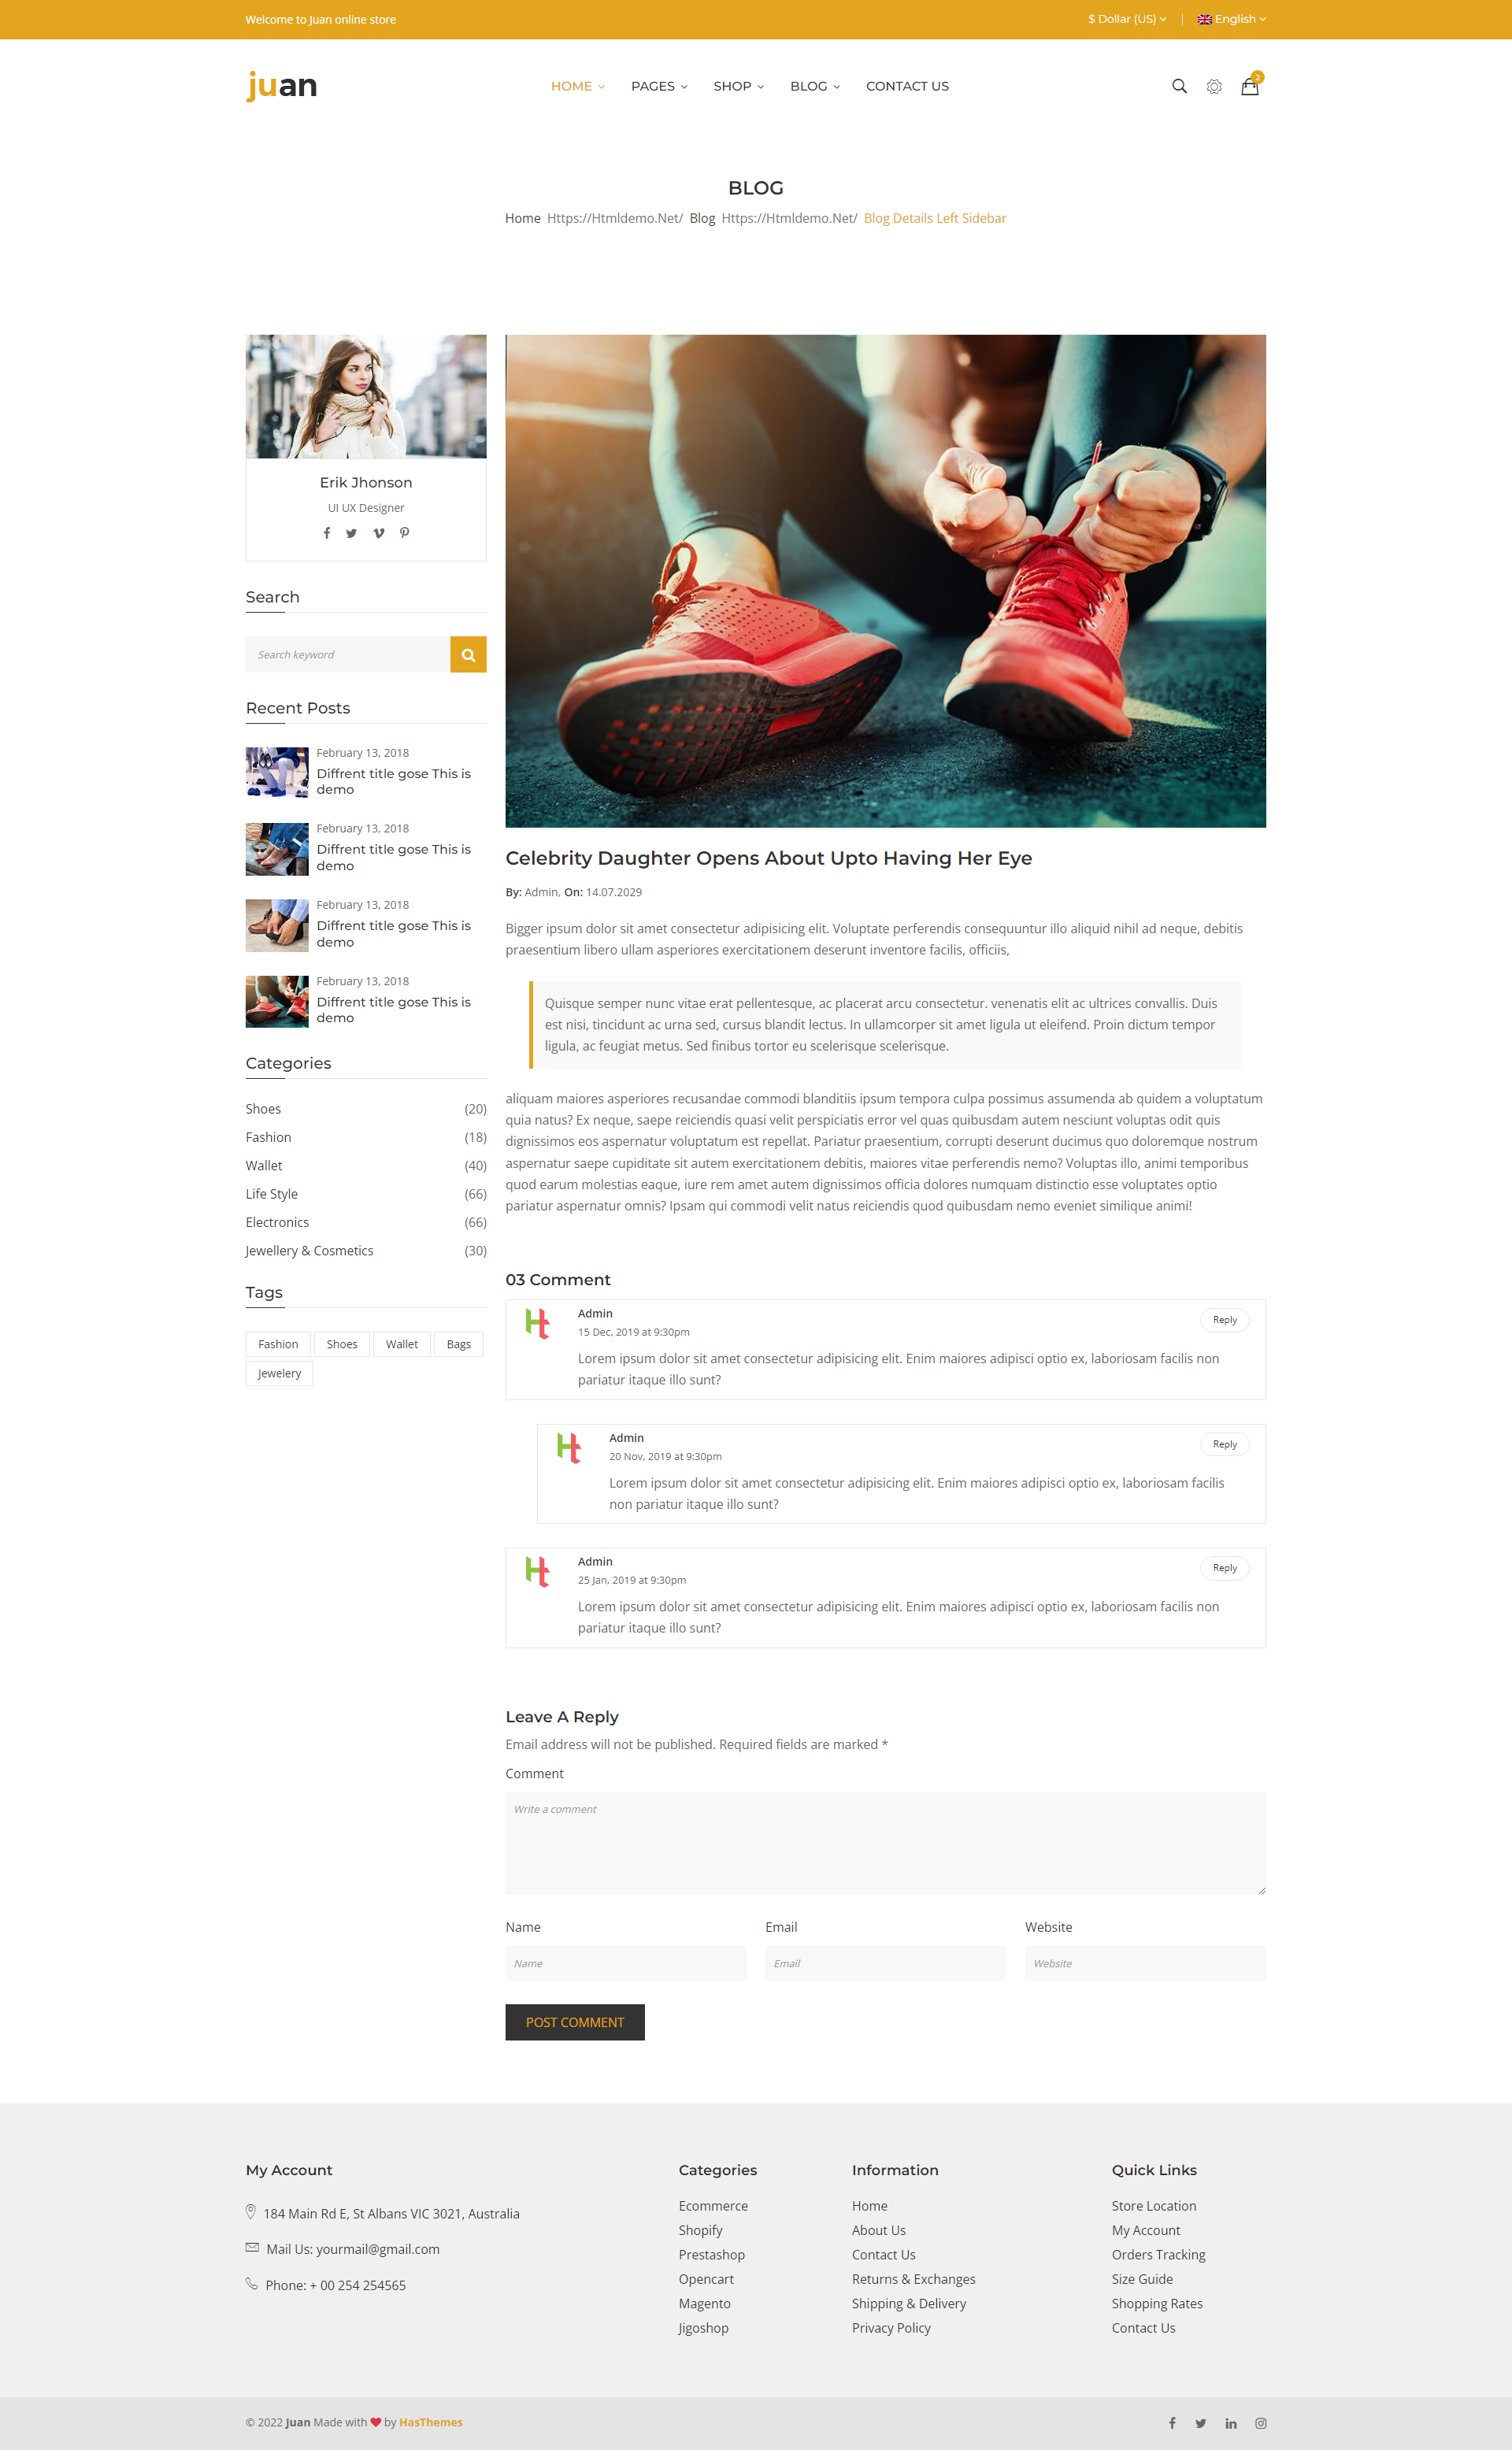 Welcome to Juan online store
$ Dollar (US)
English
juan
HOME
PAGES
SHOP
BLOG
CONTACT US
2
BLOG
Home Https://Htmldemo.Net/ Blog Https://Htmldemo.Net/ Blog Details Left Sidebar
Erik Jhonson
UI UX Designer
Search
Search keyword
Recent Posts
February 13, 2018
Diffrent title gose This is
demo
February 13, 2018
Diffrent title gose This is
demo
February 13, 2018
Diffrent title gose This is
demo
February 13, 2018
Diffrent title gose This is
demo
Categories
Shoes (20)
Fashion (18)
Wallet (40)
Life Style (66)
Electronics (66)
Jewellery & Cosmetics (30)
Tags
Fashion Shoes Wallet Bags
Jewelery
Celebrity Daughter Opens About Upto Having Her Eye
By: Admin, On: 14.07.2029
Bigger ipsum dolor sit amet consectetur adipisicing elit. Voluptate perferendis consequuntur illo aliquid nihil ad neque, debitis
praesentium libero ullam asperiores exercitationem deserunt inventore facilis, officiis,
Quisque semper nunc vitae erat pellentesque, ac placerat arcu consectetur. venenatis elit ac ultrices convallis. Duis
est nisi, tincidunt ac urna sed, cursus blandit lectus. In ullamcorper sit amet ligula ut eleifend. Proin dictum tempor
ligula, ac feugiat metus. Sed finibus tortor eu scelerisque scelerisque.
aliquam maiores asperiores recusandae commodi blanditiis ipsum tempora culpa possimus assumenda ab quidem a voluptatum
quia natus? Ex neque, saepe reiciendis quasi velit perspiciatis error vel quas quibusdam autem nesciunt voluptas odit quis
dignissimos eos aspernatur voluptatum est repellat. Pariatur praesentium, corrupti deserunt ducimus quo doloremque nostrum
aspernatur saepe cupiditate sit autem exercitationem debitis, maiores vitae perferendis nemo? Voluptas illo, animi temporibus
quod earum molestias eaque, iure rem amet autem dignissimos officia dolores numquam distinctio esse voluptates optio
pariatur aspernatur omnis? Ipsam qui commodi velit natus reiciendis quod quibusdam nemo eveniet similique animi!
03 Comment
Admin
Reply
15 Dec, 2019 at 9:30pm
Lorem ipsum dolor sit amet consectetur adipisicing elit. Enim maiores adipisci optio ex, laboriosam facilis non
pariatur itaque illo sunt?
Admin
Reply
20 Nov, 2019 at 9:30pm
Lorem ipsum dolor sit amet consectetur adipisicing elit. Enim maiores adipisci optio ex, laboriosam facilis
non pariatur itaque illo sunt?
Admin
Reply
25 Jan, 2019 at 9:30pm
Lorem ipsum dolor sit amet consectetur adipisicing elit. Enim maiores adipisci optio ex, laboriosam facilis non
pariatur itaque illo sunt?
Leave A Reply
Email address will not be published. Required fields are marked *
Comment
Write a comment
Name Email Website
Name Email Website
POST COMMENT
My Account
184 Main Rd E, St Albans VIC 3021, Australia
Mail Us: yourmail@gmail.com
Phone: + 00 254 254565
Categories
Ecommerce
Shopify
Prestashop
Opencart
Magento
Jigoshop
Information
Home
About Us
Contact Us
Returns & Exchanges
Shipping & Delivery
Privacy Policy
Quick Links
Store Location
My Account
Orders Tracking
Size Guide
Shopping Rates
Contact Us
© 2022 Juan Made with ❤ by HasThemes